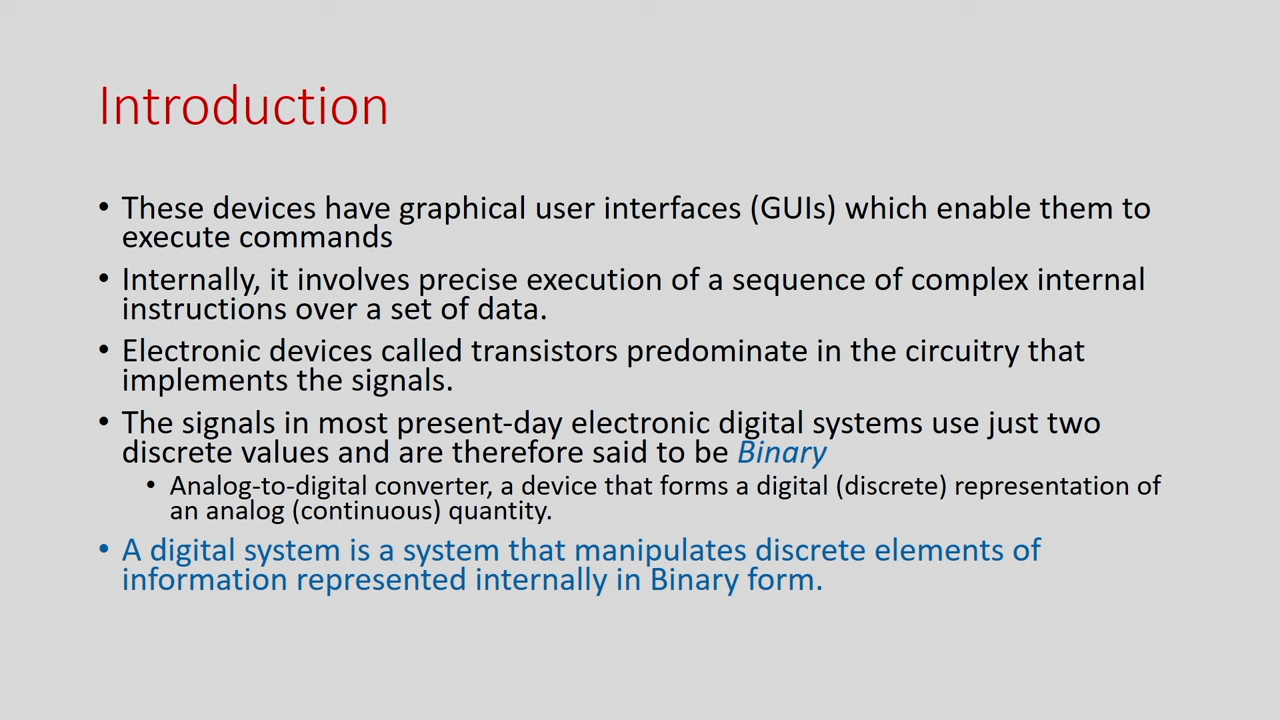 Introduction
• These devices have graphical user interfaces (GUIs) which enable them to
execute commands
• Internally, it involves precise execution of a sequence of complex internal
instructions over a set of data.
• Electronic devices called transistors predominate in the circuitry that
implements the signals.
• The signals in most present-day electronic digital systems use just two
discrete values and are therefore said to be Binary
• Analog-to-digital converter, a device that forms a digital (discrete) representation of
an analog (continuous) quantity.
• A digital system is a system that manipulates discrete elements of
information represented internally in Binary form.